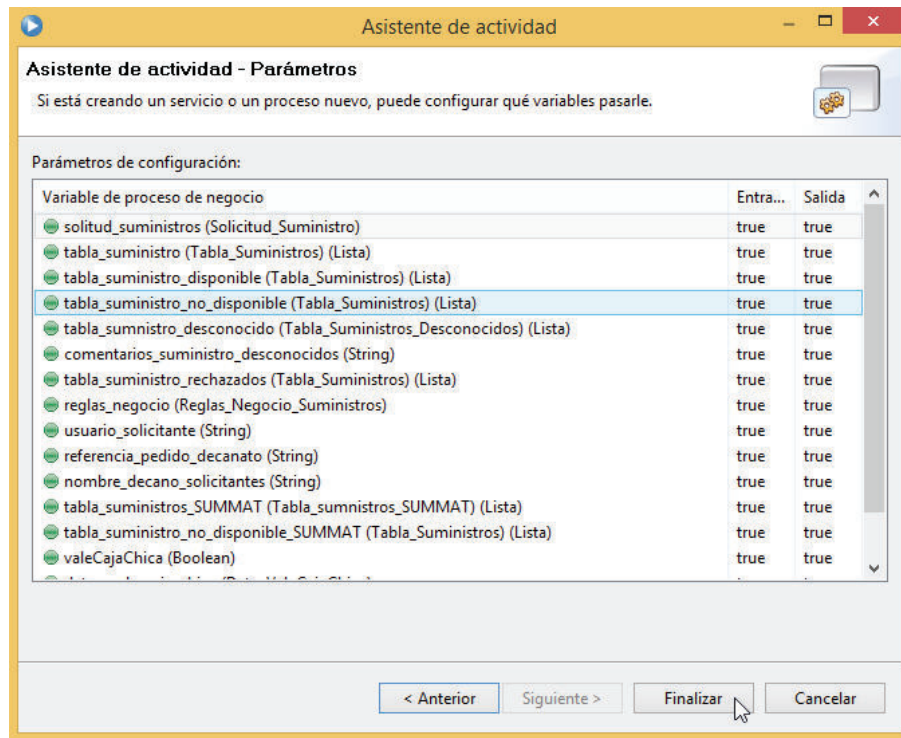 Asistente de actividad
Asistente de actividad - Parámetros
Si está creando un servicio o un proceso nuevo, puede configurar qué variables pasarle.
Parámetros de configuración:
Variable de proceso de negocio Entra... Salida
solitud_suministros (Solicitud_Suministro) true true
tabla_suministro (Tabla_Suministros) (Lista) true true
tabla_suministro_disponible (Tabla_Suministros) (Lista) true true
tabla_suministro_no_disponible (Tabla_Suministros) (Lista) true true
tabla_sumnistro_desconocido (Tabla_Suministros_Desconocidos) (Lista) true true
comentarios_suministro_desconocidos (String) true true
tabla_suministro_rechazados (Tabla_Suministros) (Lista) true true
reglas_negocio (Reglas_Negocio_Suministros) true true
usuario_solicitante (String) true true
referencia_pedido_decanato (String) true true
nombre_decano_solicitantes (String) true true
tabla_suministros_SUMMAT (Tabla_sumnistros_SUMMAT) (Lista) true true
tabla_suministro_no_disponible_SUMMAT (Tabla_Suministros) (Lista) true true
valeCajaChica (Boolean) true true
< Anterior Siguiente > Finalizar Cancelar